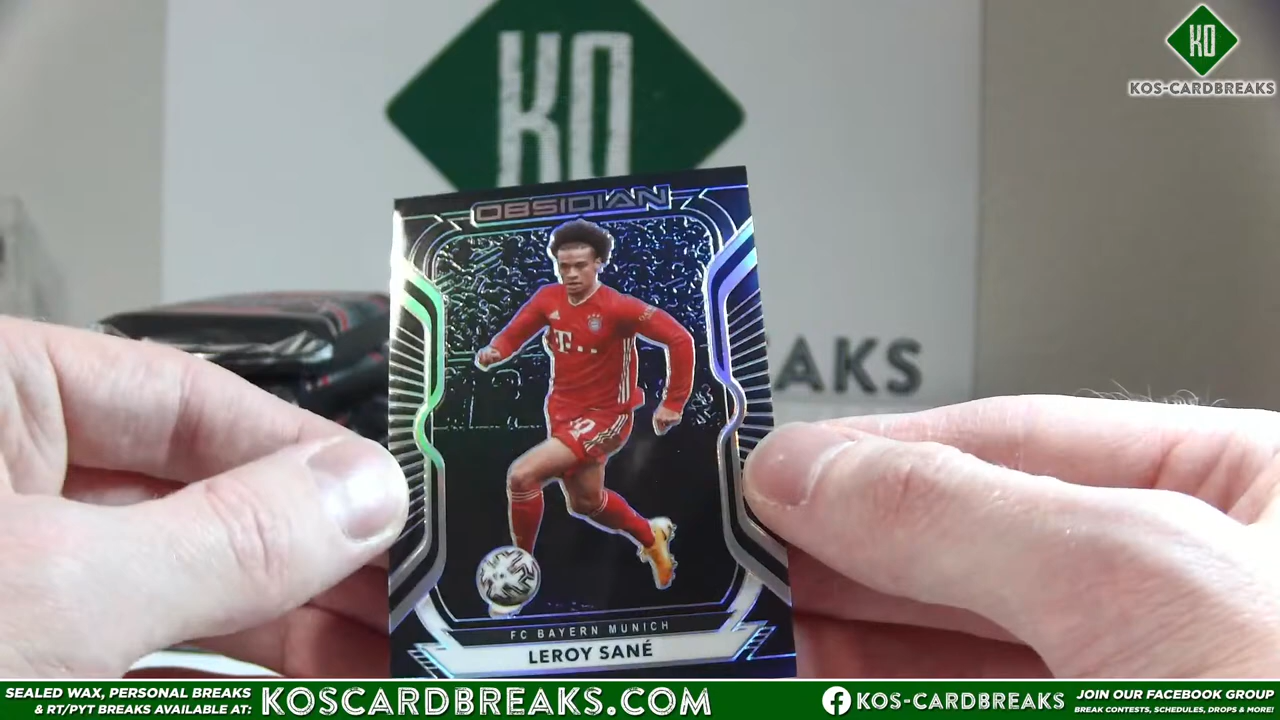 KO
KO
KOS-CARDBREAKS
OBSIDIAN
AKS
T
FC BAYERN MUNICH
LEROY SANÉ
SEALED WAX, PERSONAL BREAKS
& RT/PYT BREAKS AVAILABLE AT:
KOSCARDBREAKS.COM
KOS-CARDBREAKS
JOIN OUR FACEBOOK GROUP
BREAK CONTESTS, SCHEDULES, DROPS & MORE!